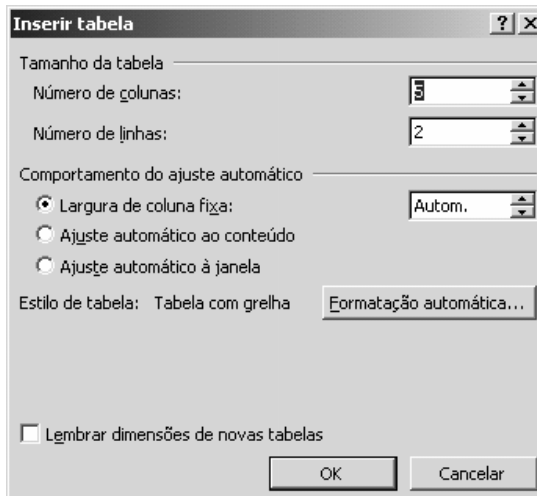 Inserir tabela
Tamanho da tabela
Número de colunas: 5
Número de linhas: 2
Comportamento do ajuste automático
Largura de coluna fixa: Autom.
Ajuste automático ao conteúdo
Ajuste automático à janela
Estilo de tabela: Tabela com grelha Formatação automática...
Lembrar dimensões de novas tabelas
OK Cancelar